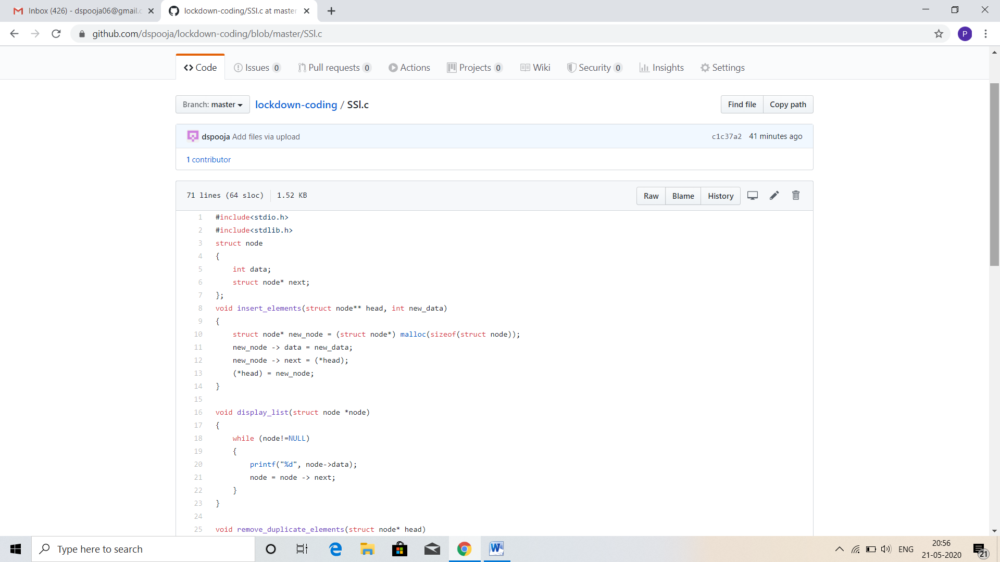 Inbox (426) - dspooja06@gmail.c
lockdown-coding/SSl.c at master
github.com/dspooja/lockdown-coding/blob/master/SSl.c
P
Code Issues 0 Pull requests 0 Actions Projects 0 Wiki Security 0 Insights Settings
Branch: master lockdown-coding / SSl.c Find file Copy path
dspooja Add files via upload c1c37a2 41 minutes ago
1 contributor
71 lines (64 sloc) 1.52 KB Raw Blame History
1 #include<stdio.h>
2 #include<stdlib.h>
3 struct node
4 {
5 int data;
6 struct node* next;
7 };
8 void insert_elements(struct node** head, int new_data)
9 {
10 struct node* new_node = (struct node*) malloc(sizeof(struct node));
11 new_node -> data = new_data;
12 new_node -> next = (*head);
13 (*head) = new_node;
14 }
15
16 void display_list(struct node *node)
17 {
18 while (node!=NULL)
19 {
20 printf("%d", node->data);
21 node = node -> next;
22 }
23 }
24
25 void remove_duplicate_elements(struct node* head)
Type here to search
ENG
20:56
21-05-2020
21